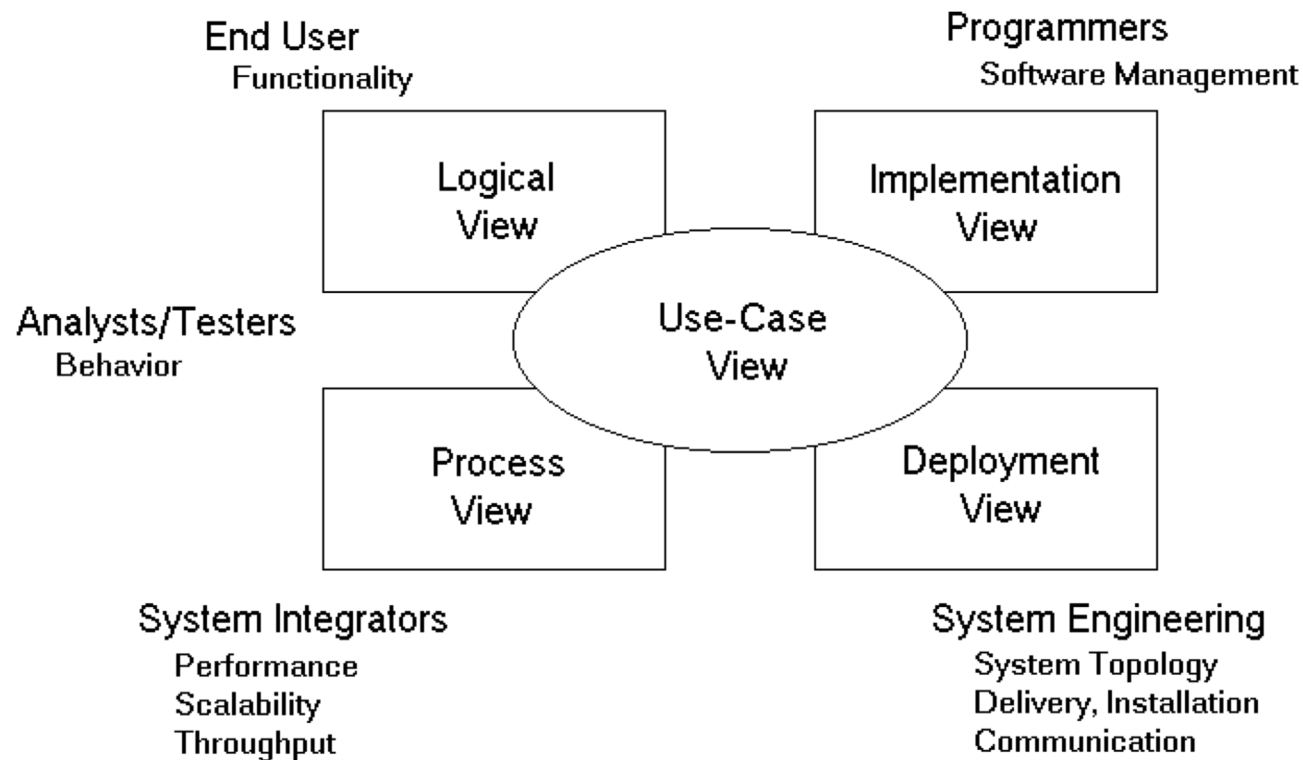 End User
Functionality
Programmers
Software Management
Logical
View
Implementation
View
Analysts/Testers
Behavior
Use-Case
View
Process
View
Deployment
View
System Integrators
Performance
Scalability
Throughput
System Engineering
System Topology
Delivery, Installation
Communication